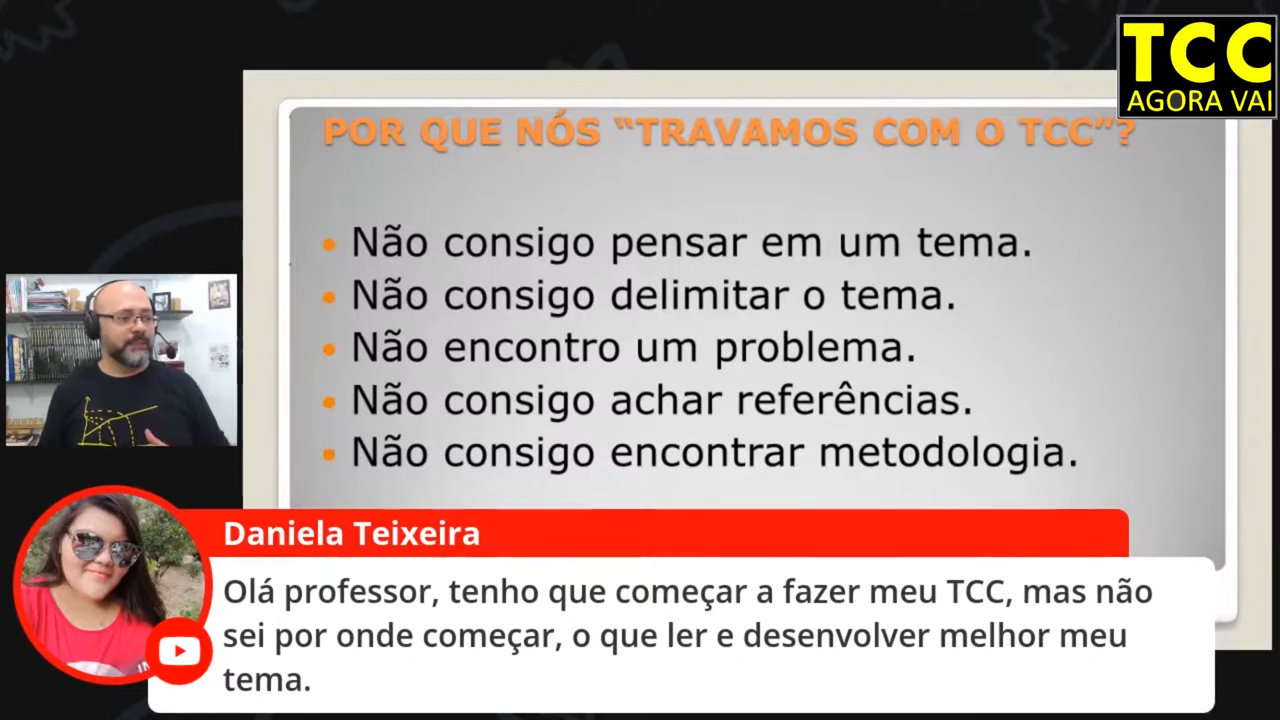 TCC
AGORA VAI
POR QUE NÓS “TRAVAMOS COM O TCC”?
Não consigo pensar em um tema.
Não consigo delimitar o tema.
Não encontro um problema.
Não consigo achar referências.
Não consigo encontrar metodologia.
Daniela Teixeira
Olá professor, tenho que começar a fazer meu TCC, mas não
sei por onde começar, o que ler e desenvolver melhor meu
tema.